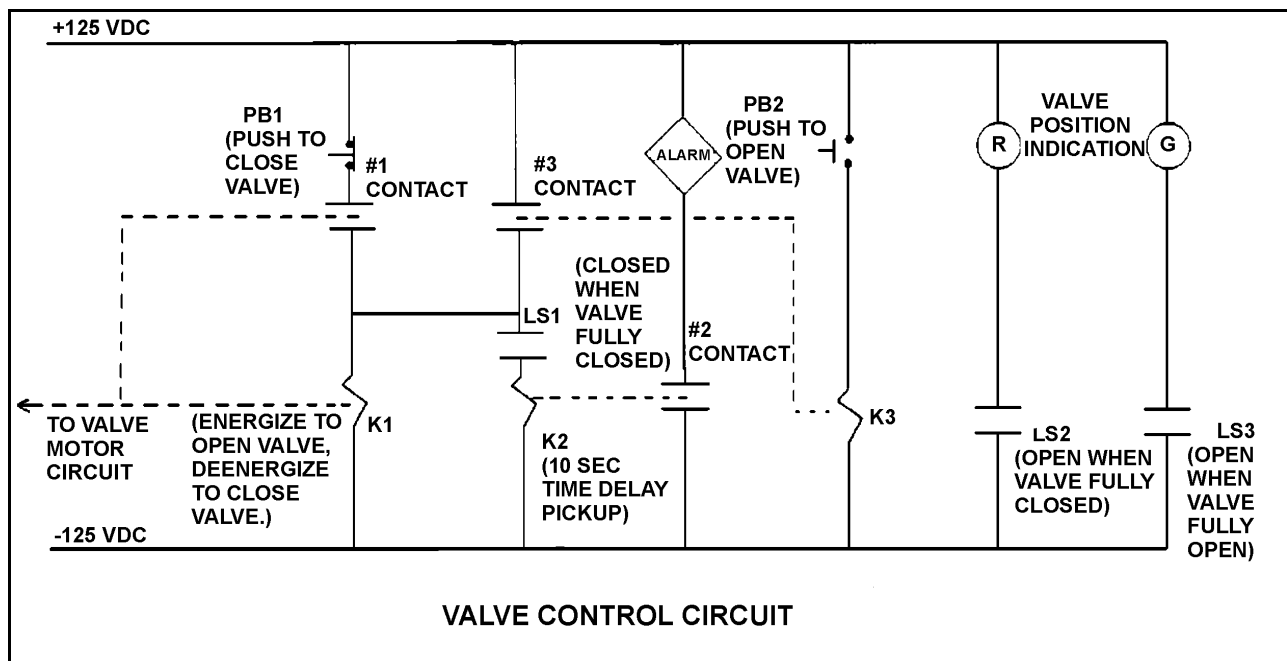 +125 VDC
PB1
(PUSH TO
CLOSE
VALVE)
#1
CONTACT
#3
CONTACT
ALARM
PB2
(PUSH TO
OPEN
VALVE)
R
VALVE
POSITION
INDICATION
G
(CLOSED
WHEN
VALVE
FULLY
CLOSED)
LS1
#2
CONTACT
TO VALVE
MOTOR
CIRCUIT
(ENERGIZE TO
OPEN VALVE,
DEENERGIZE
TO CLOSE
VALVE.)
K1
K2
(10 SEC
TIME DELAY
PICKUP)
K3
LS2
(OPEN WHEN
VALVE FULLY
CLOSED)
LS3
(OPEN
WHEN
VALVE
FULLY
OPEN)
-125 VDC
VALVE CONTROL CIRCUIT